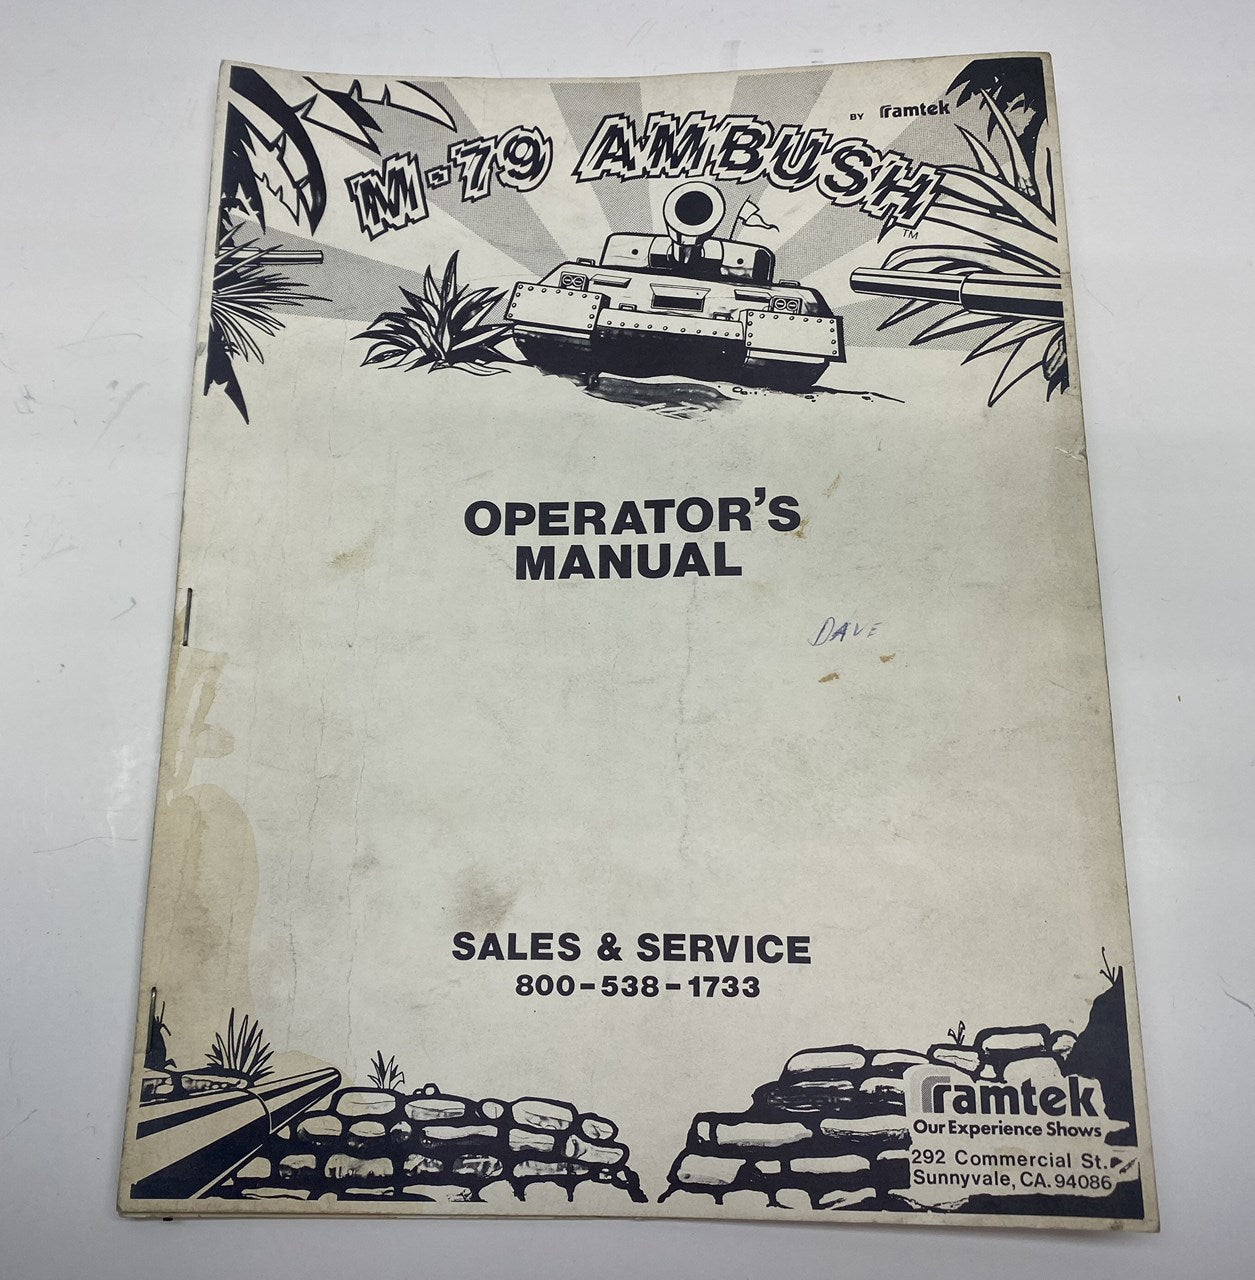 BY ramtek
M-79 AMBUSH
TM
OPERATOR'S
MANUAL
DAVE
SALES & SERVICE
800-538-1733
ramtek
Our Experience Shows
292 Commercial St.
Sunnyvale, CA. 94086